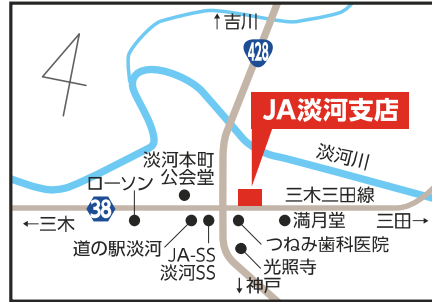 ↑吉川
428
JA淡河支店
淡河川
淡河本町
公会堂
ローソン
三木三田線
38
←三木
満月堂
三田→
道の駅淡河
JA-SS
淡河SS
つねみ歯科医院
光照寺
↓神戸